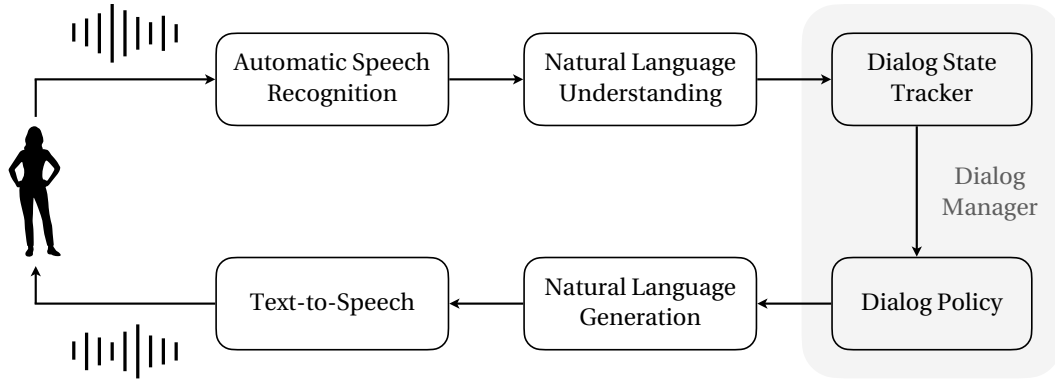 Automatic Speech
Recognition
Natural Language
Understanding
Dialog State
Tracker
Dialog
Manager
Text-to-Speech
Natural Language
Generation
Dialog Policy